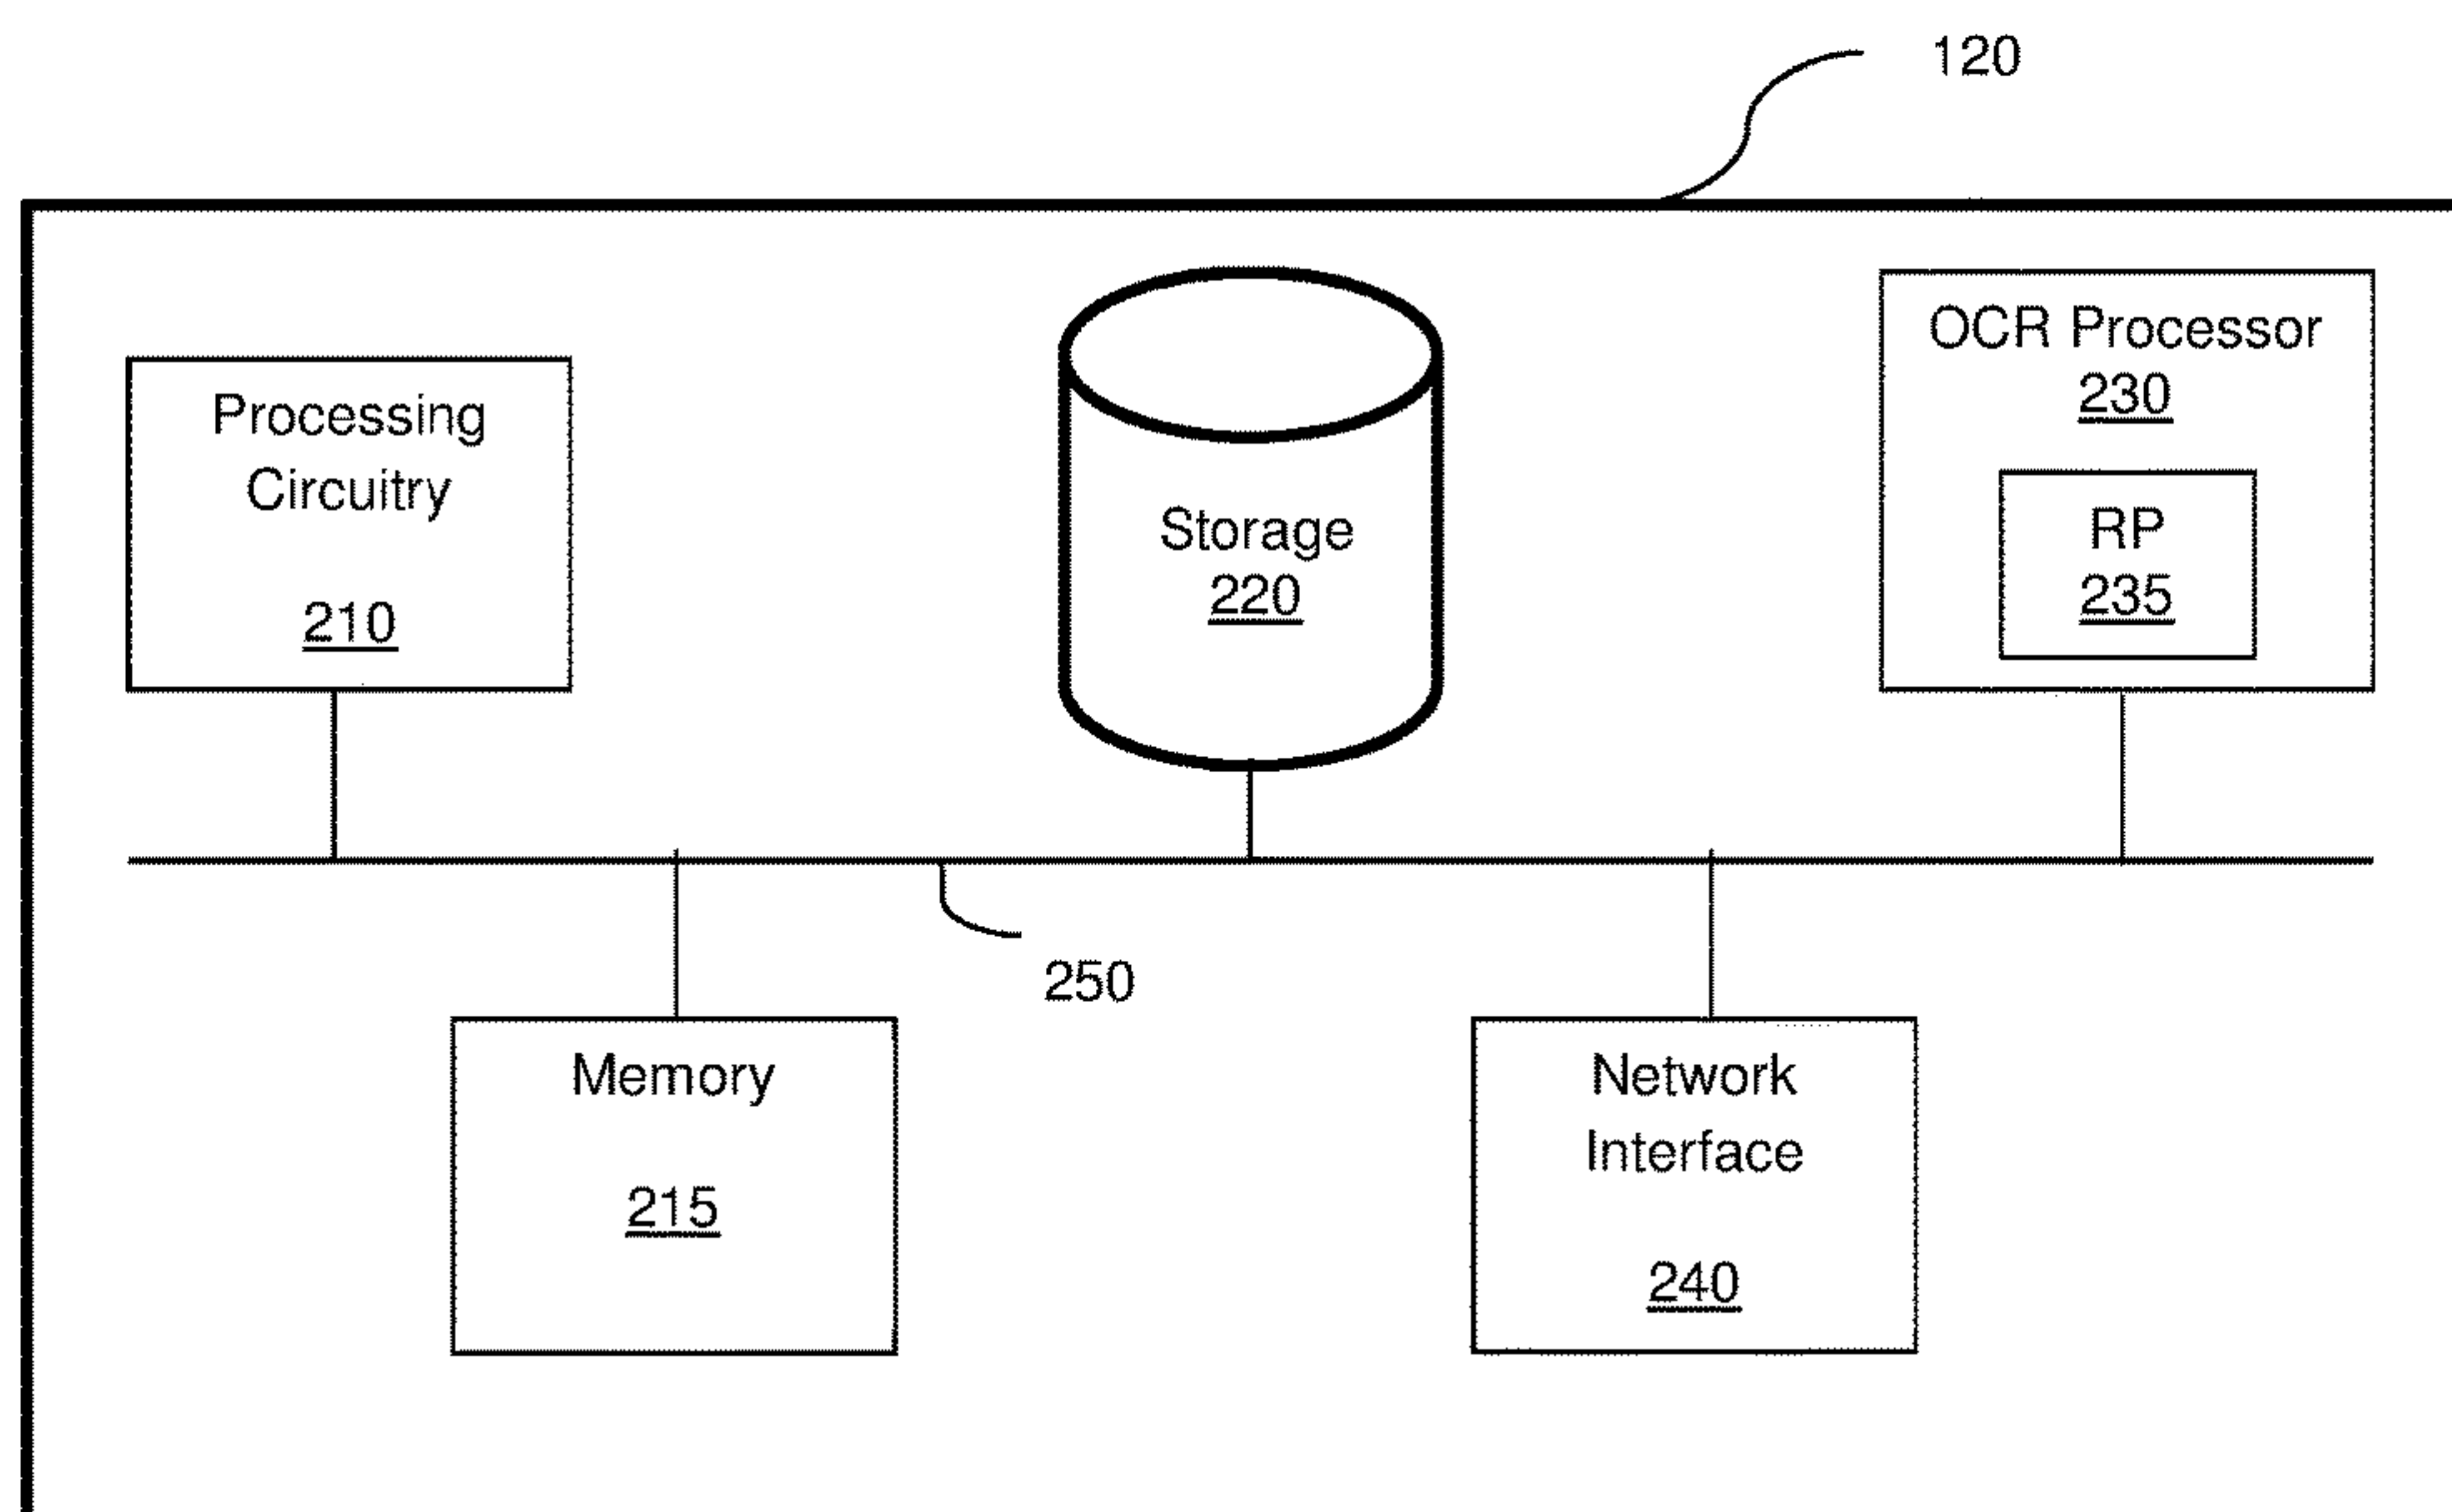 120
Processing
Circuitry
210
Storage
220
OCR Processor
230
RP
235
250
Memory
215
Network
Interface
240